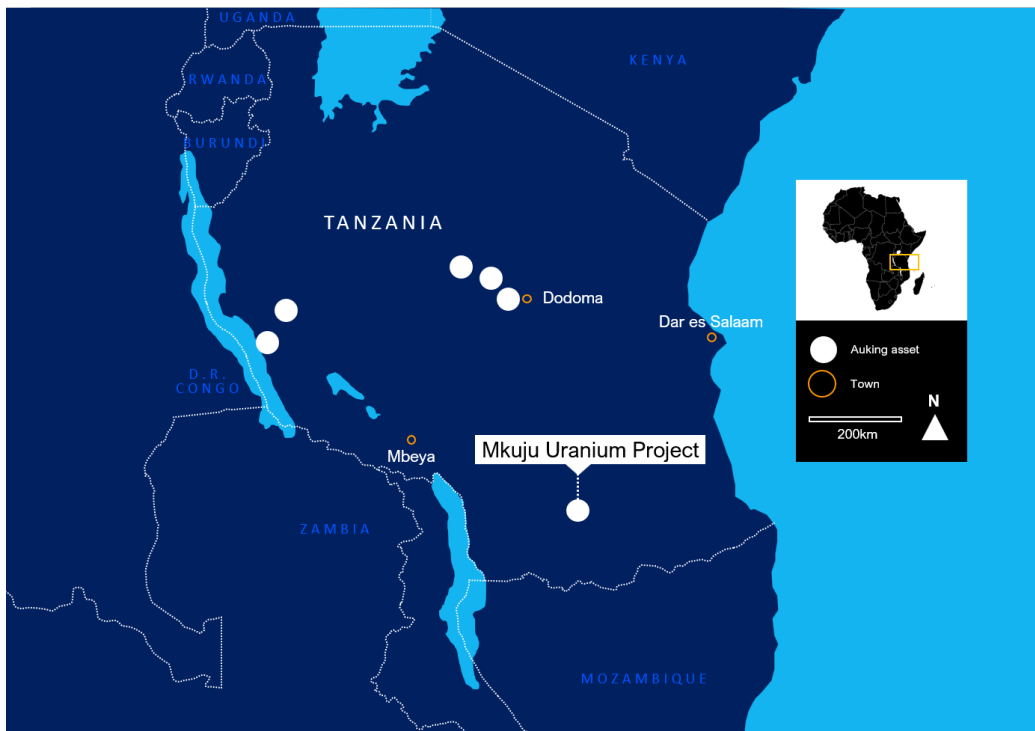 UGANDA
KENYA
RWANDA
BURUNDI
TANZANIA
Dodoma
Dar es Salaam
D.R.
CONGO
Mbeya
Mkuju Uranium Project
ZAMBIA
MOZAMBIQUE
Auking asset
Town
N
200km